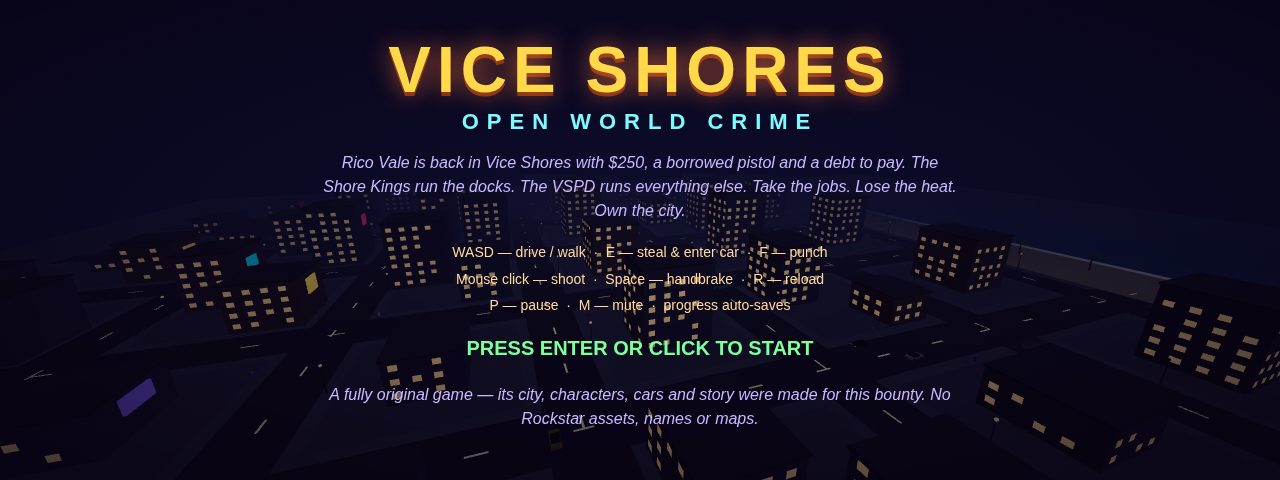 VICE SHORES
OPEN WORLD CRIME
Rico Vale is back in Vice Shores with $250, a borrowed pistol and a debt to pay. The
Shore Kings run the docks. The VSPD runs everything else. Take the jobs. Lose the heat.
Own the city.
WASD — drive / walk · E — steal & enter car · F — punch
Mouse click — shoot · Space — handbrake · R — reload
P — pause · M — mute · progress auto-saves
PRESS ENTER OR CLICK TO START
A fully original game — its city, characters, cars and story were made for this bounty. No
Rockstar assets, names or maps.